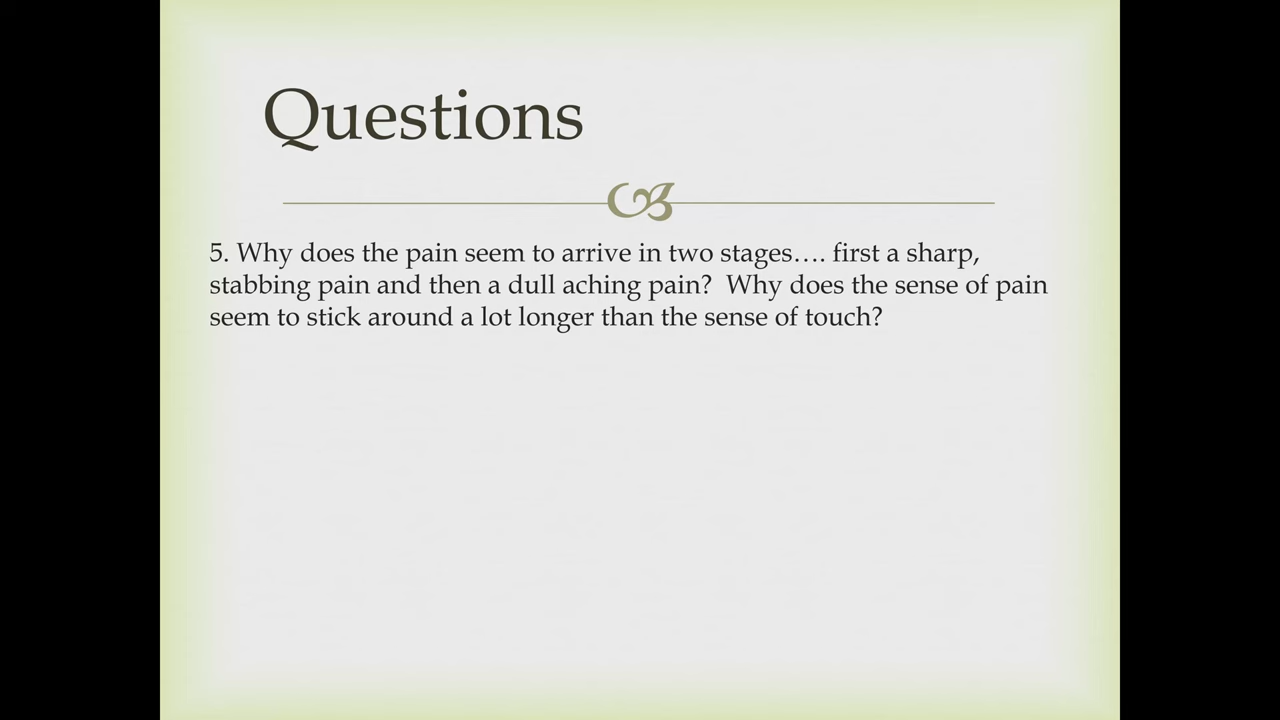 Questions
5. Why does the pain seem to arrive in two stages…. first a sharp,
stabbing pain and then a dull aching pain?  Why does the sense of pain
seem to stick around a lot longer than the sense of touch?